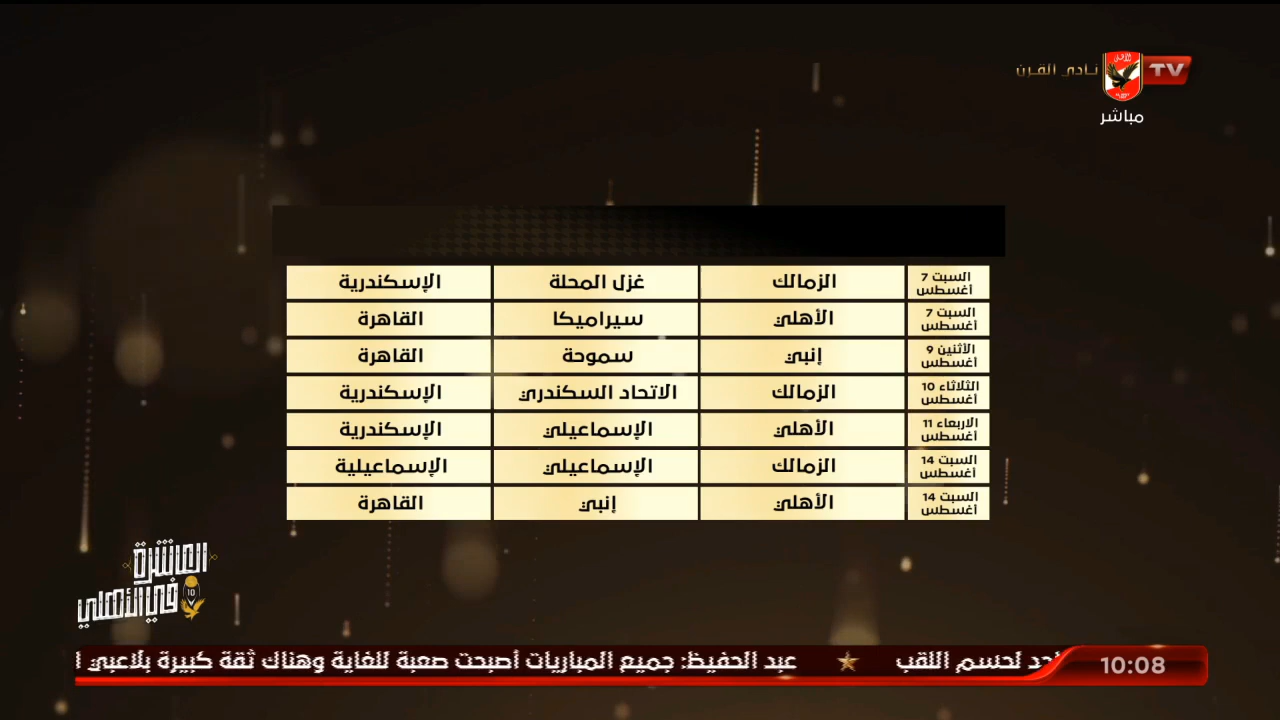 نادي القرن
TV
مباشر
السبت 7 أغسطس الزمالك غزل المحلة الإسكندرية
السبت 7 أغسطس الأهلي سيراميكا القاهرة
الأثنين 9 أغسطس إنبي سموحة القاهرة
الثلاثاء 10 أغسطس الزمالك الاتحاد السكندري الإسكندرية
الاربعاء 11 أغسطس الأهلي الإسماعيلي الإسكندرية
السبت 14 أغسطس الزمالك الإسماعيلي الإسماعيلية
السبت 14 أغسطس الأهلي إنبي القاهرة
العاشرة
في الأهلي
10
10:08
لحسم اللقب ★ عبد الحفيظ: جميع المباريات أصبحت صعبة للغاية وهناك ثقة كبيرة بلاعبي